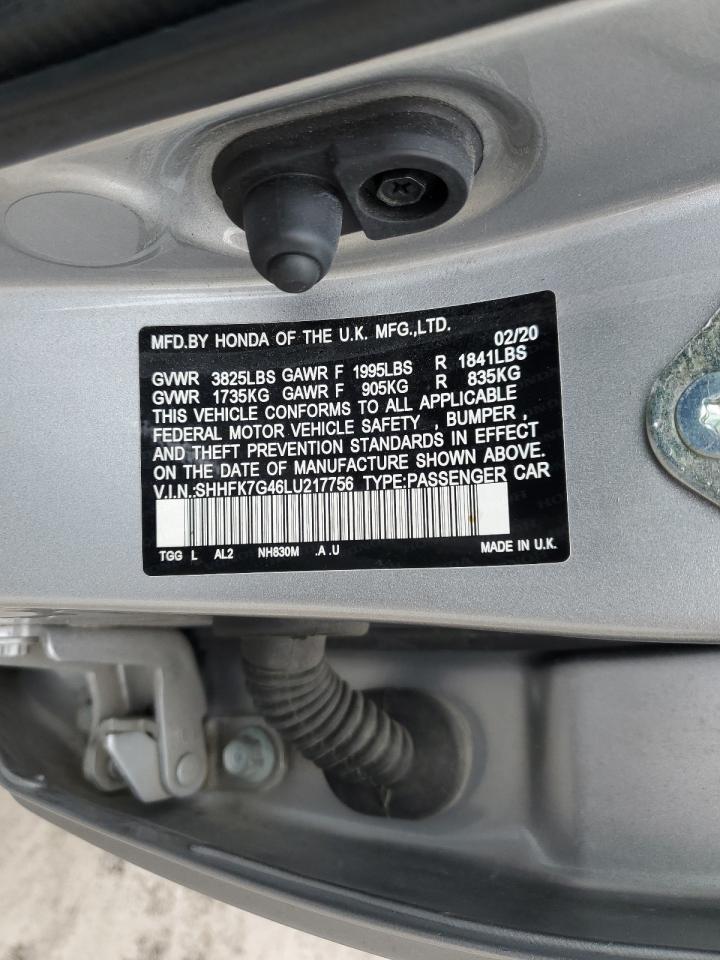 MFD.BY HONDA OF THE U.K. MFG.,LTD. 02/20
GVWR 3825LBS GAWR F 1995LBS R 1841LBS
GVWR 1735KG GAWR F 905KG R 835KG
THIS VEHICLE CONFORMS TO ALL APPLICABLE
FEDERAL MOTOR VEHICLE SAFETY , BUMPER ,
AND THEFT PREVENTION STANDARDS IN EFFECT
ON THE DATE OF MANUFACTURE SHOWN ABOVE.
V.I.N.:SHHFK7G46LU217756 TYPE:PASSENGER CAR
TGG L AL2 NH830M .A .U MADE IN U.K.